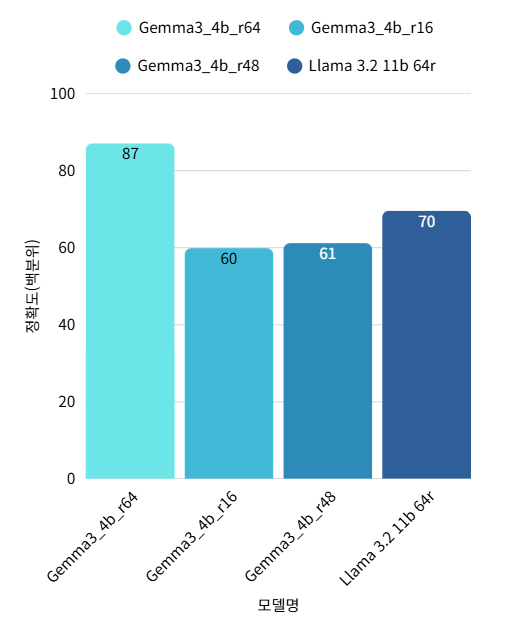 Gemma3_4b_r64 Gemma3_4b_r16
Gemma3_4b_r48 Llama 3.2 11b 64r
100
80
60
40
20
0
정확도(백분위)
87
60
61
70
Gemma3_4b_r64
Gemma3_4b_r16
Gemma3_4b_r48
Llama 3.2 11b 64r
모델명